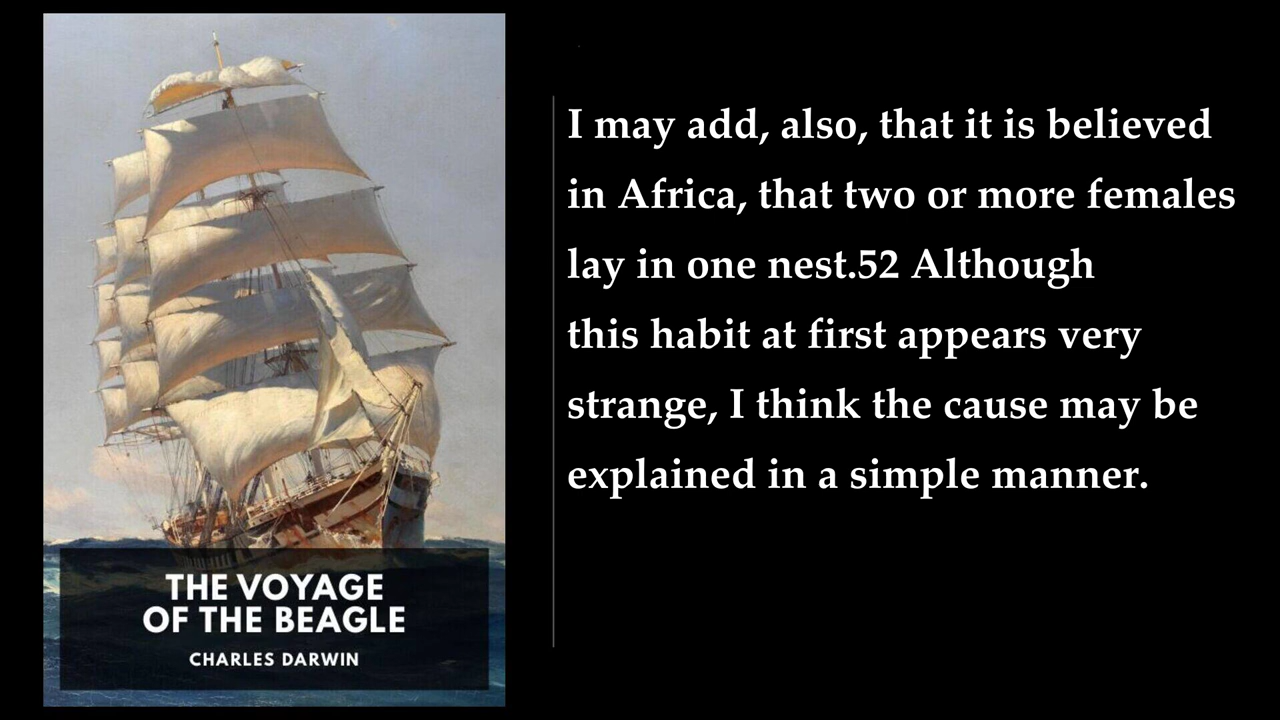 THE VOYAGE
OF THE BEAGLE
CHARLES DARWIN
I may add, also, that it is believed
in Africa, that two or more females
lay in one nest.52 Although
this habit at first appears very
strange, I think the cause may be
explained in a simple manner.